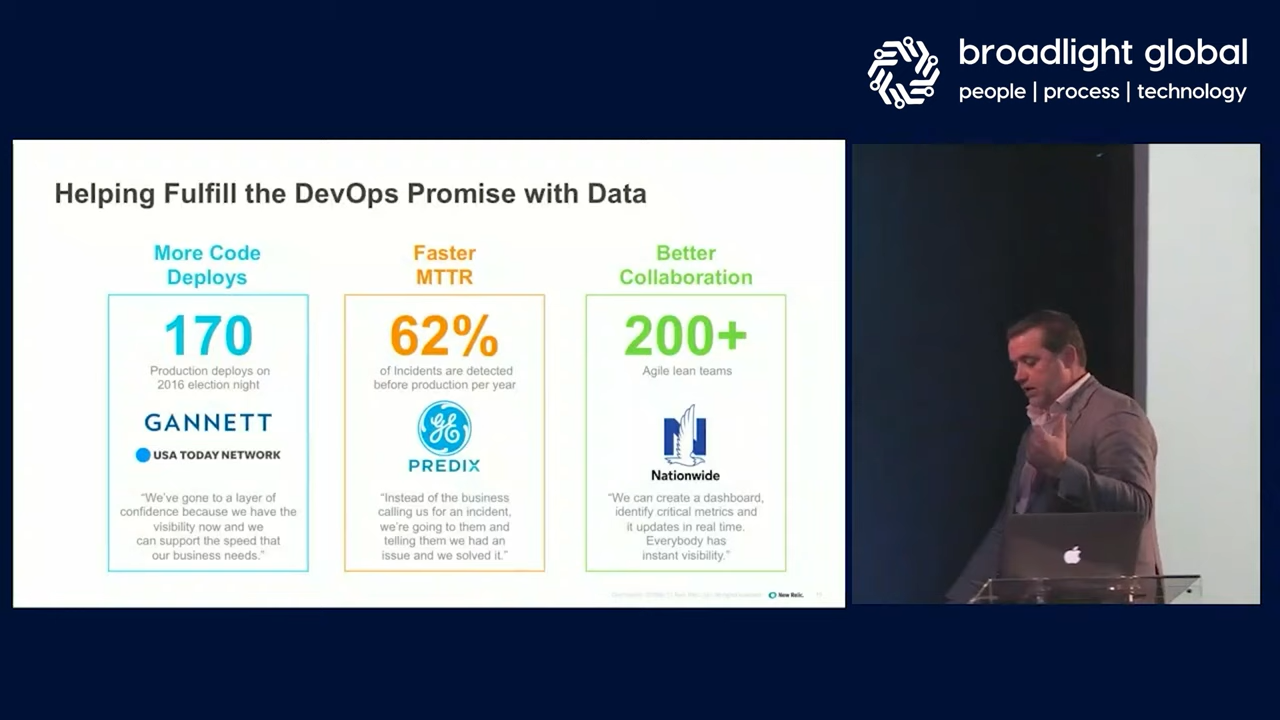 broadlight global
people | process | technology
Helping Fulfill the DevOps Promise with Data
More Code
Deploys
170
Production deploys on
2016 election night
GANNETT
USA TODAY NETWORK
“We’ve gone to a layer of
confidence because we have the
visibility now and we
can support the speed that
our business needs.”
Faster
MTTR
62%
of Incidents are detected
before production per year
GE
PREDIX
“Instead of the business
calling us for an incident,
we’re going to them and
telling them we had an
issue and we solved it.”
Better
Collaboration
200+
Agile lean teams
N
Nationwide
“We can create a dashboard,
identify critical metrics and
it updates in real time.
Everybody has
instant visibility.”
New Relic.